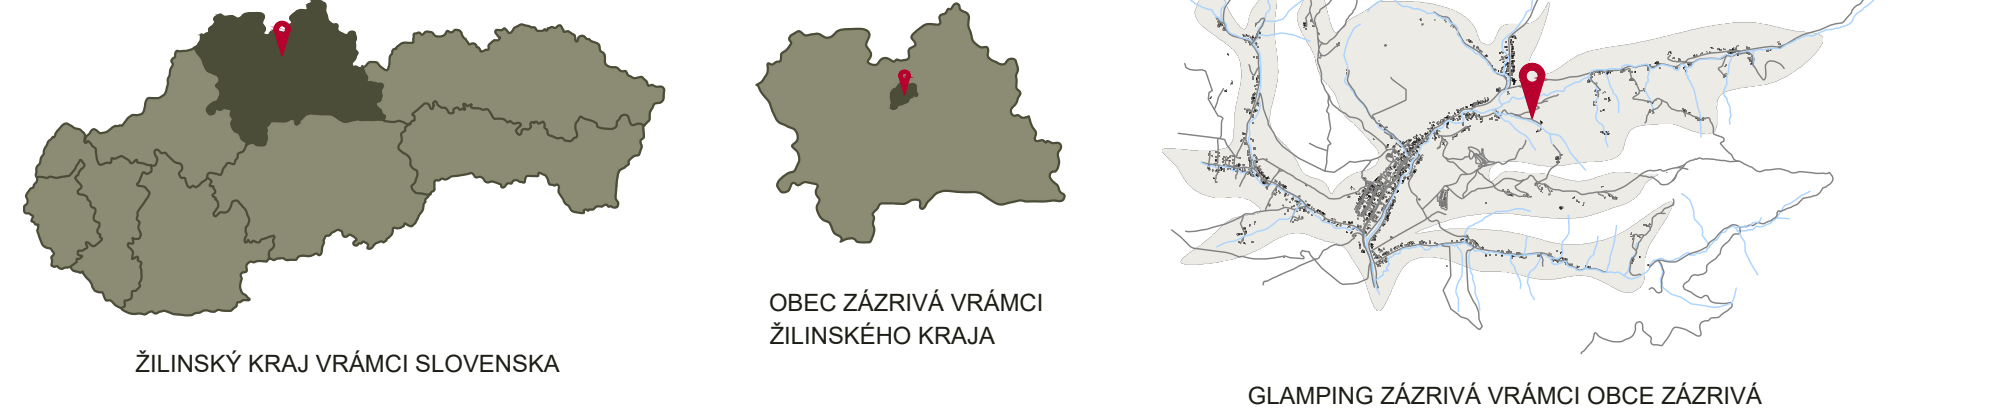 ŽILINSKÝ KRAJ VRÁMCI SLOVENSKA
OBEC ZÁZRIVÁ VRÁMCI
ŽILINSKÉHO KRAJA
GLAMPING ZÁZRIVÁ VRÁMCI OBCE ZÁZRIVÁ